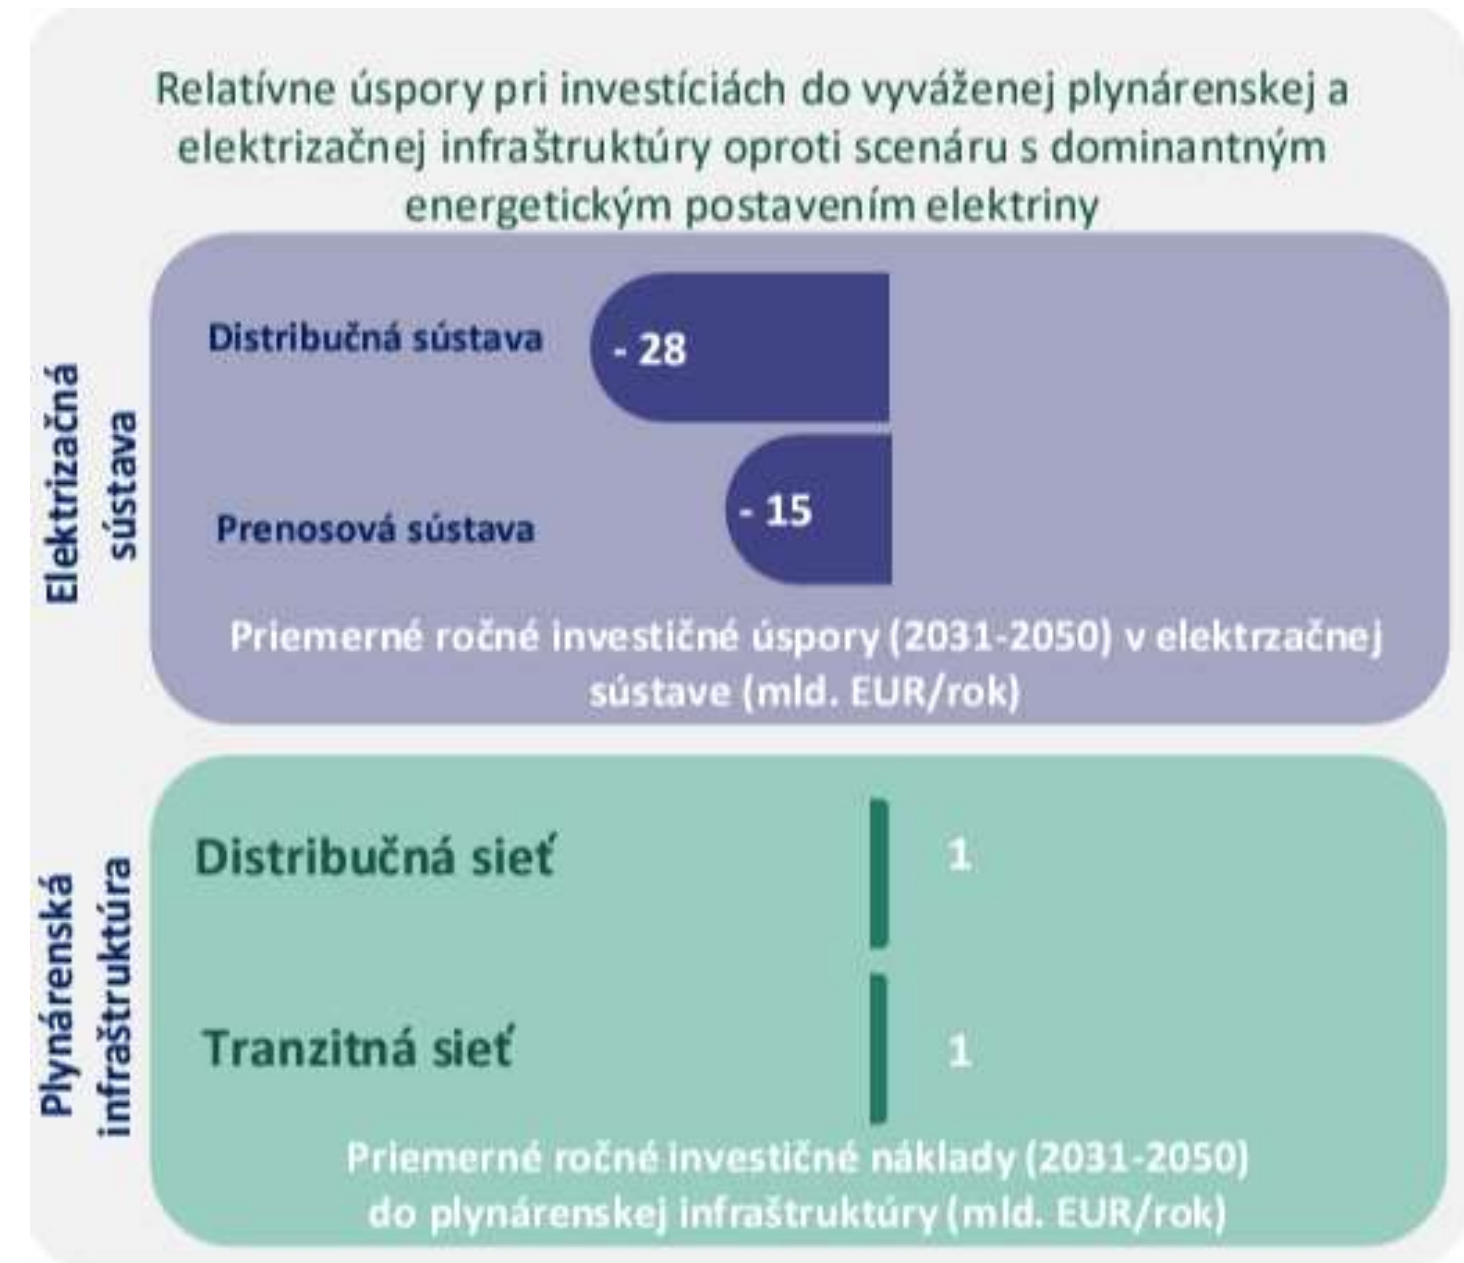 Relatívne úspory pri investíciách do vyváženej plynárenskej a
elektrizačnej infraštruktúry oproti scenáru s dominantným
energetickým postavením elektriny
Elektrizačná
sústava
Distribučná sústava
- 28
Prenosová sústava
- 15
Priemerné ročné investičné úspory (2031-2050) v elektrzačnej
sústave (mld. EUR/rok)
Plynárenská
infraštruktúra
Distribučná sieť
1
Tranzitná sieť
1
Priemerné ročné investičné náklady (2031-2050)
do plynárenskej infraštruktúry (mld. EUR/rok)